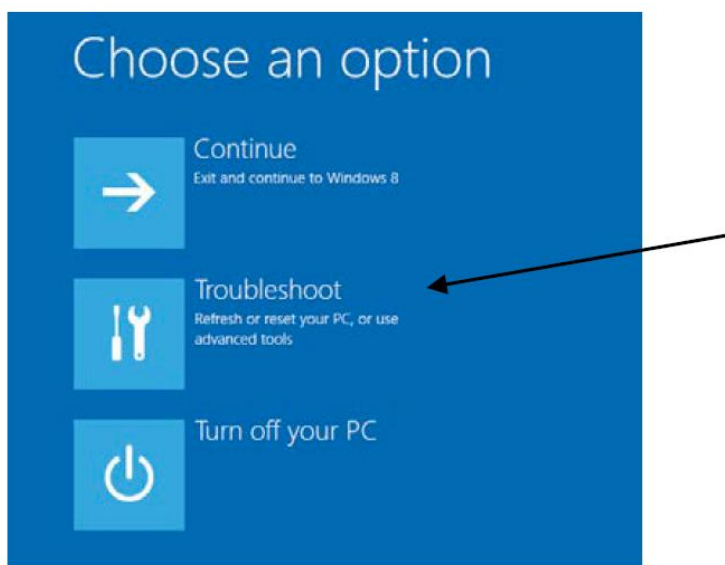 Choose an option
Continue
Exit and continue to Windows 8
Troubleshoot
Refresh or reset your PC, or use
advanced tools
Turn off your PC